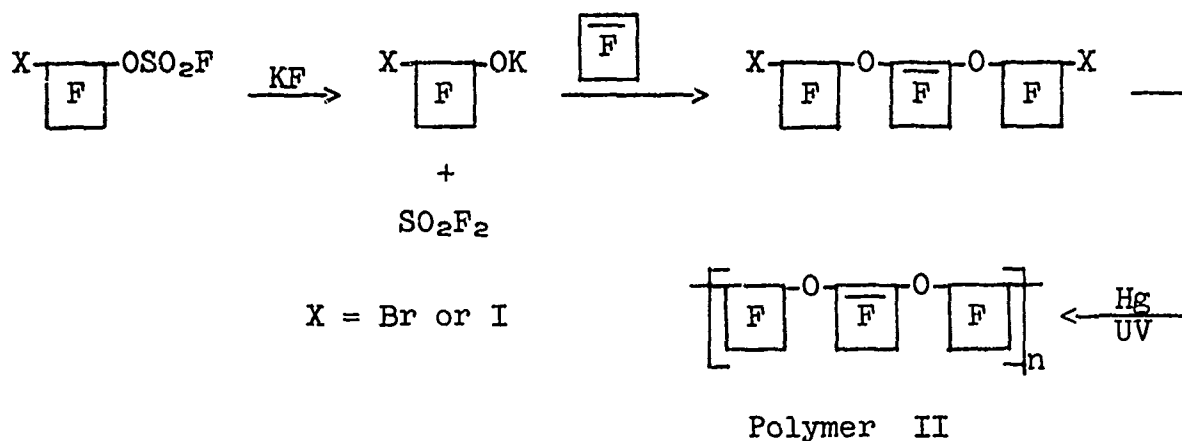 F
X OSO₂F X OK X O O X
F KF F F F F
+
SO₂F₂
O O
X = Br or I F F F Hg
UV
n
Polymer II